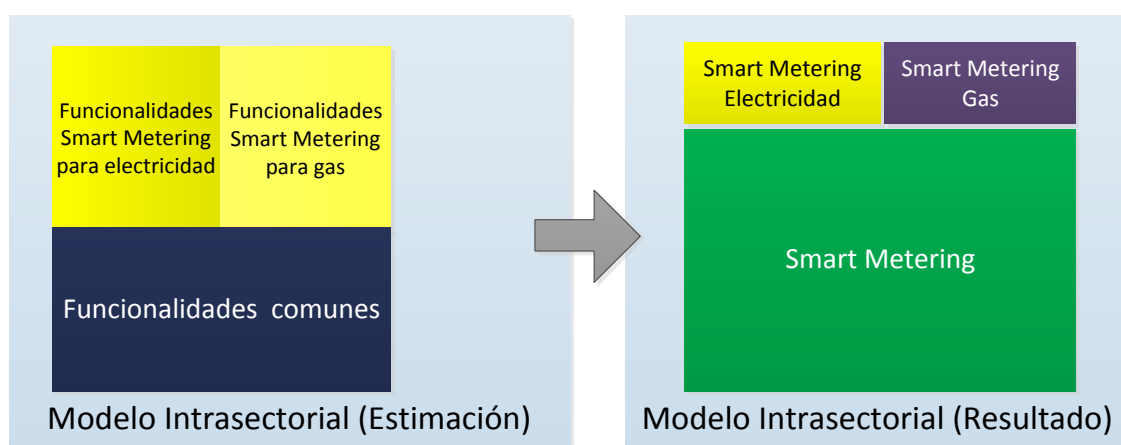 Funcionalidades
Smart Metering
para electricidad
Funcionalidades
Smart Metering
para gas
Funcionalidades comunes
Modelo Intrasectorial (Estimación)
Smart Metering
Electricidad
Smart Metering
Gas
Smart Metering
Modelo Intrasectorial (Resultado)